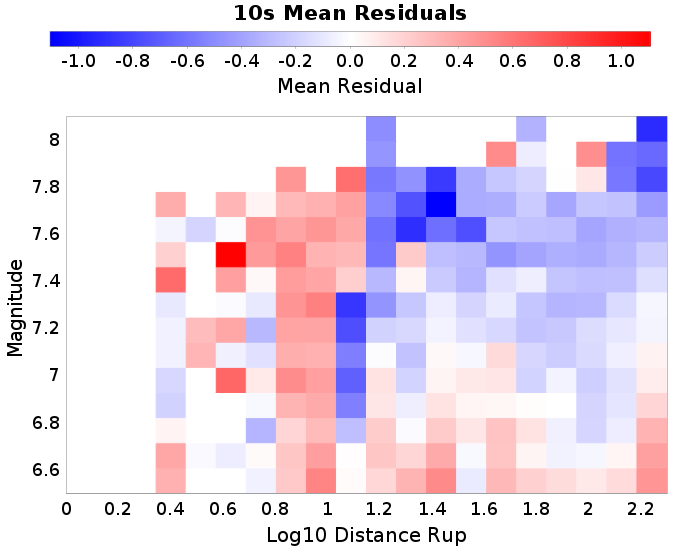 10s Mean Residuals
-1.0 -0.8 -0.6 -0.4 -0.2 0.0 0.2 0.4 0.6 0.8 1.0
Mean Residual
8
7.8
7.6
7.4
7.2
7
6.8
6.6
Magnitude
0 0.2 0.4 0.6 0.8 1 1.2 1.4 1.6 1.8 2 2.2
Log10 Distance Rup